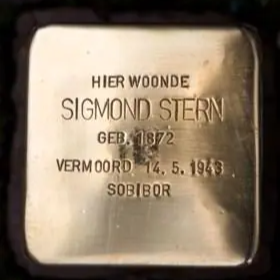 HIER WOONDE
SIGMOND STERN
GEB. 1872
VERMOORD 14.5.1943
SOBIBOR